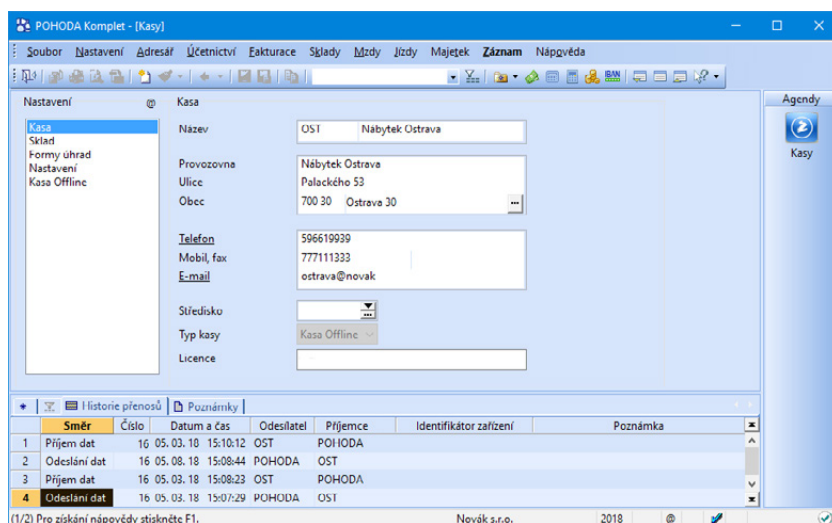 POHODA Komplet - [Kasy]
Soubor Nastavení Adresář Účetnictví Fakturace Sklady Mzdy Jízdy Majetek Záznam Nápověda
IBAN
Nastavení @ Kasa
Agendy
Kasa
Sklad
Formy úhrad
Nastavení
Kasa Offline
Název OST Nábytek Ostrava
Provozovna Nábytek Ostrava
Ulice Palackého 53
Obec 700 30 Ostrava 30 ...
Telefon 596619939
Mobil, fax 777111333
E-mail ostrava@novak
Středisko
Typ kasy Kasa Offline
Licence
Kasy
Historie přenosů Poznámky
Směr Číslo Datum a čas Odesílatel Příjemce Identifikátor zařízení Poznámka
1 Příjem dat 16 05. 03. 18 15:10:12 OST POHODA
2 Odeslání dat 16 05. 08. 18 15:08:44 POHODA OST
3 Příjem dat 16 05. 03. 18 15:08:23 OST POHODA
4 Odeslání dat 16 05. 03. 18 15:07:29 POHODA OST
(1/2) Pro získání nápovědy stiskněte F1. Novák s.r.o. 2018 @